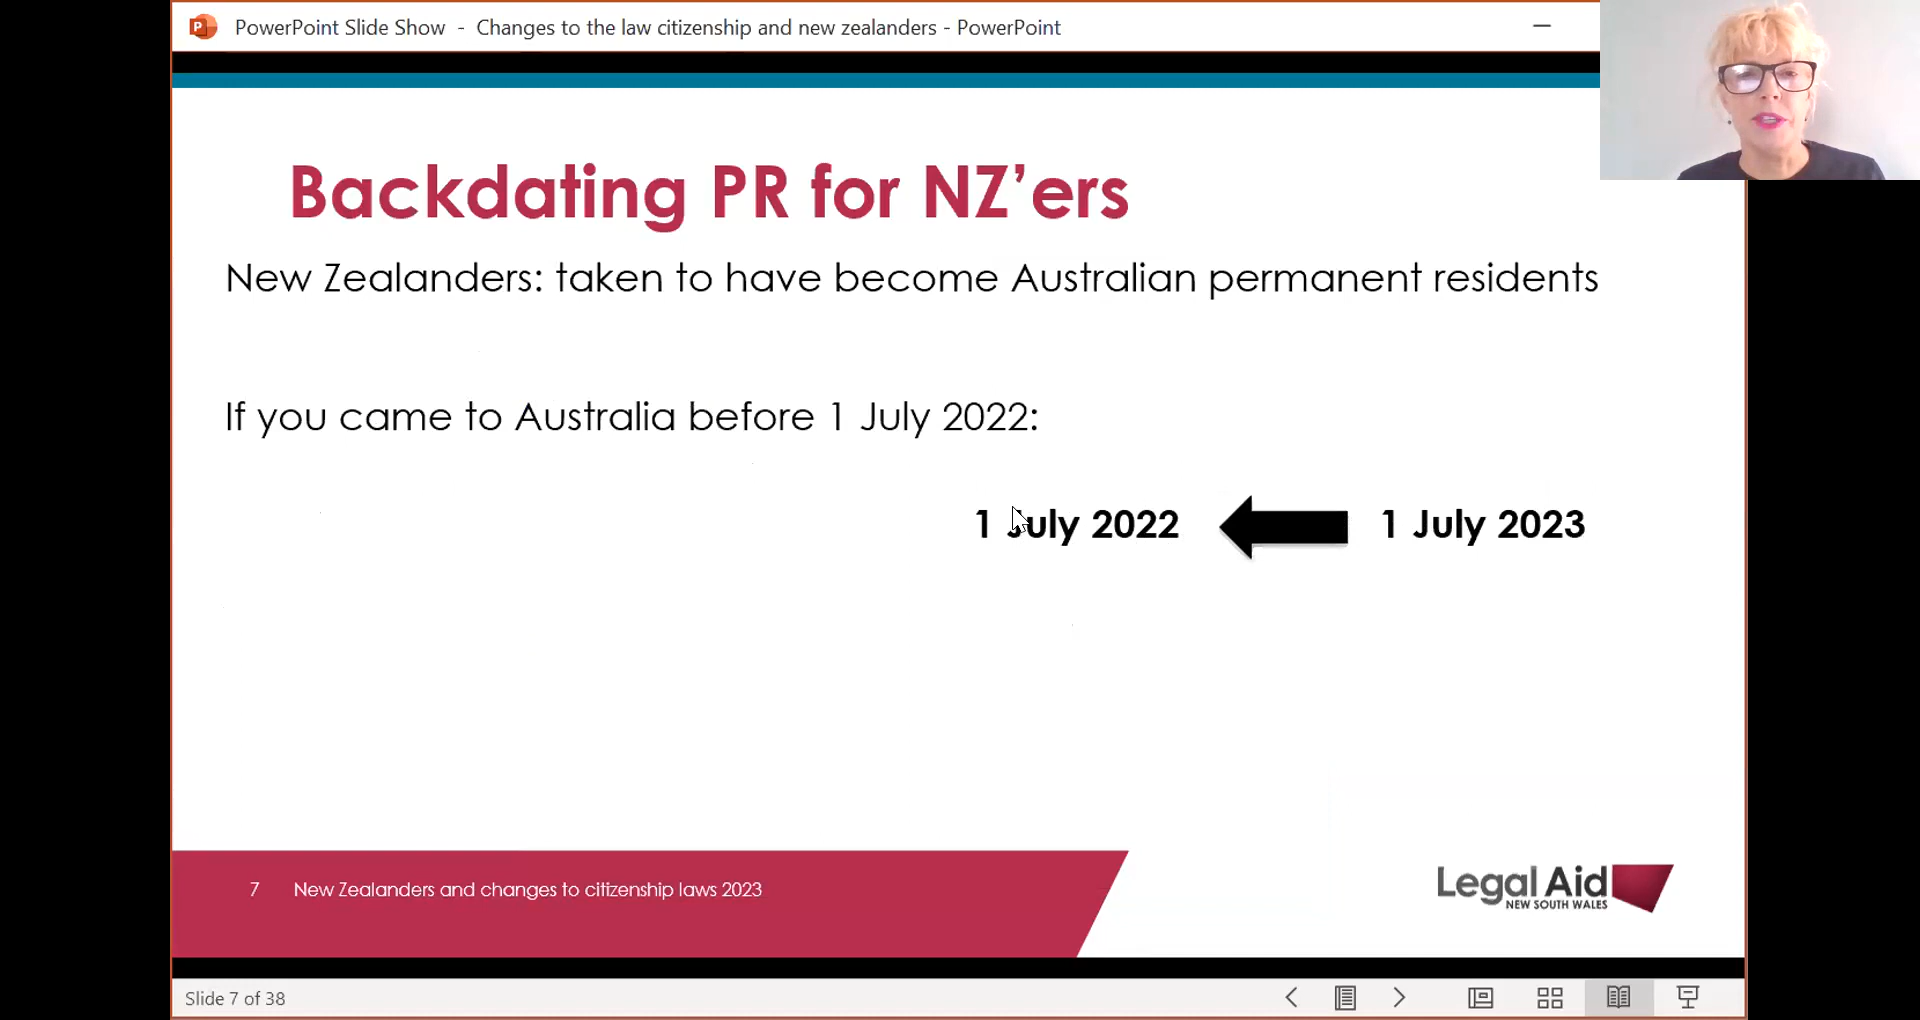 PowerPoint Slide Show - Changes to the law citizenship and new zealanders - PowerPoint
Backdating PR for NZ’ers
New Zealanders: taken to have become Australian permanent residents
If you came to Australia before 1 July 2022:
1 July 2022 1 July 2023
7 New Zealanders and changes to citizenship laws 2023
Legal Aid
NEW SOUTH WALES
Slide 7 of 38